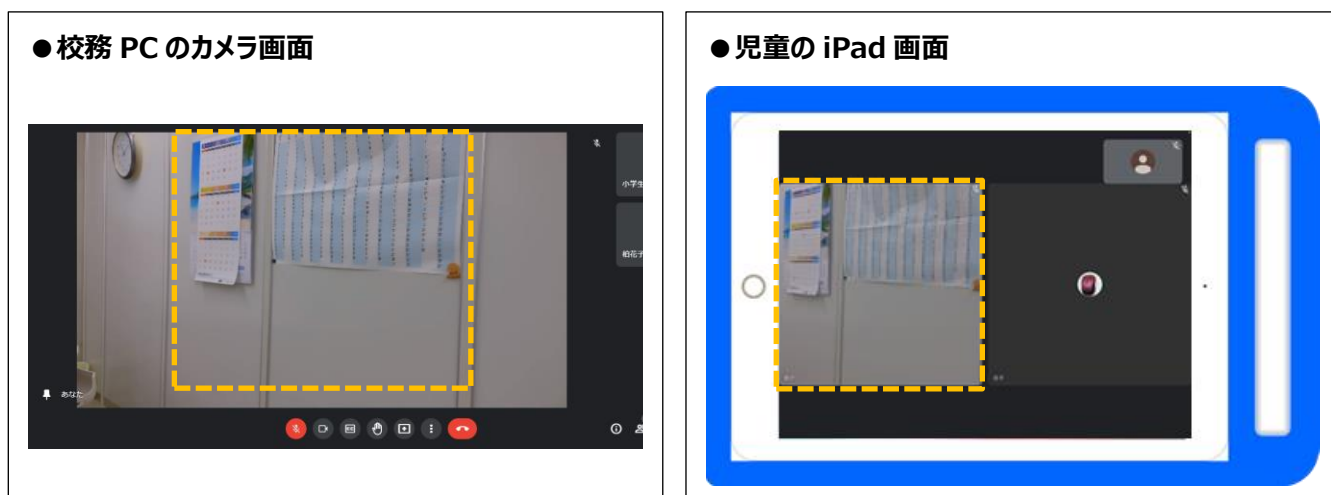 ●校務 PC のカメラ画面
小学生
柏花子
あなた
●児童の iPad 画面